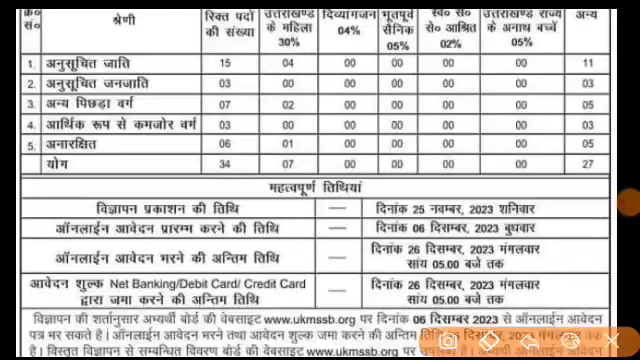 क्र० सं० श्रेणी रिक्त पदों की संख्या उत्तराखण्ड के महिला 30% दिव्यांगजन 04% भूतपूर्व सैनिक 05% स्व० सं० से० आश्रित 02% उत्तराखण्ड राज्य के अनाथ बच्चें 05% अन्य
1. अनुसूचित जाति 15 04 00 00 00 00 11
2. अनुसूचित जनजाति 03 00 00 00 00 00 03
3. अन्य पिछड़ा वर्ग 07 02 00 00 00 00 05
4. आर्थिक रूप से कमजोर वर्ग 03 00 00 00 00 00 03
5. अनारक्षित 06 01 00 00 00 00 05
योग 34 07 00 00 00 00 27
महत्वपूर्ण तिथियां
विज्ञापन प्रकाशन की तिथि — दिनांक 25 नवम्बर, 2023 शनिवार
ऑनलाईन आवेदन प्रारम्भ करने की तिथि — दिनांक 06 दिसम्बर, 2023 बुधवार
ऑनलाईन आवेदन भरने की अन्तिम तिथि — दिनांक 26 दिसम्बर, 2023 मंगलवार
सांय 05.00 बजे तक
आवेदन शुल्क Net Banking/Debit Card/ Credit Card
द्वारा जमा करने की अन्तिम तिथि — दिनांक 26 दिसम्बर, 2023 मंगलवार
सांय 05.00 बजे तक
विज्ञापन की शर्तानुसार अभ्यर्थी बोर्ड की वेबसाइट www.ukmssb.org पर दिनांक 06 दिसम्बर 2023 से ऑनलाईन आवेदन
पत्र भर सकते है। ऑनलाईन आवेदन भरने तथा आवेदन शुल्क जमा करने की अन्तिम तिथि
है। विस्तृत विज्ञापन से सम्बन्धित विवरण बोर्ड की वेबसाइट www.ukmssb.org पर